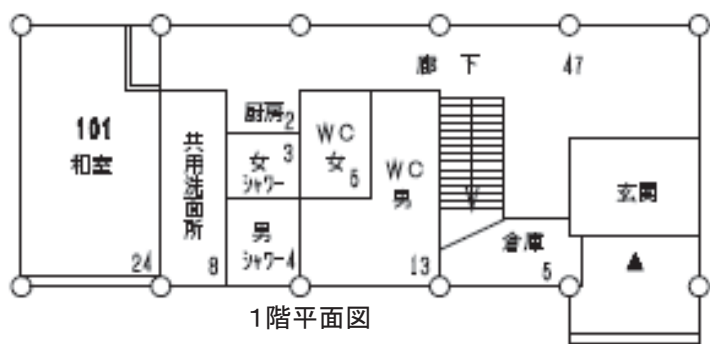 廊下 47
101
和室
24
共用洗面所
8
厨房 2
女
シャワー
3
男
シャワー 4
WC
女
6
WC
男
13
倉庫
5
玄関
▲
1階平面図